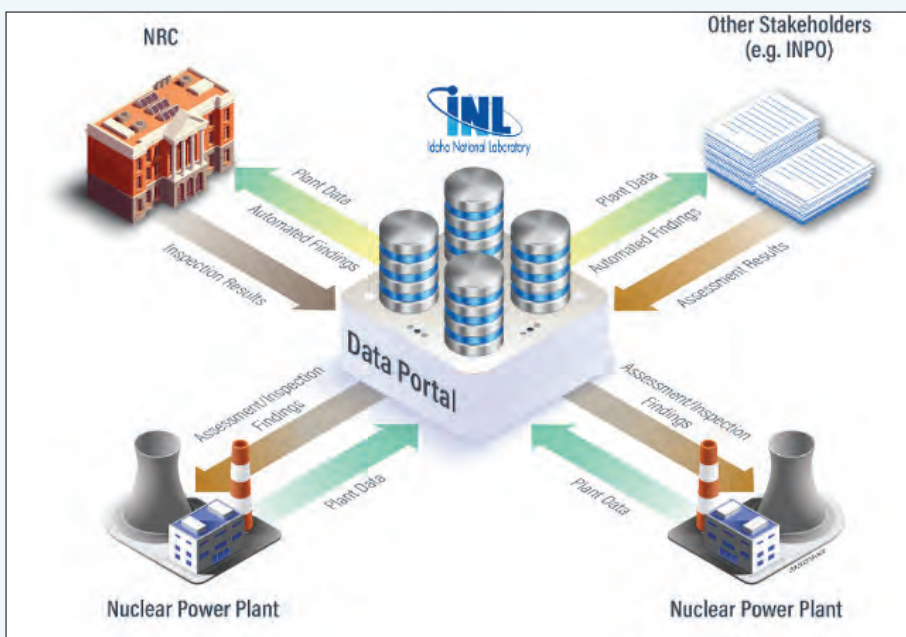 NRC
Other Stakeholders
(e.g. INPO)
INL
Idaho National Laboratory
Plant Data
Automated Findings
Inspection Results
Plant Data
Automated Findings
Assessment Results
Data Portal
Assessment/Inspection
Findings
Plant Data
Assessment/Inspection
Findings
Plant Data
Nuclear Power Plant
Nuclear Power Plant